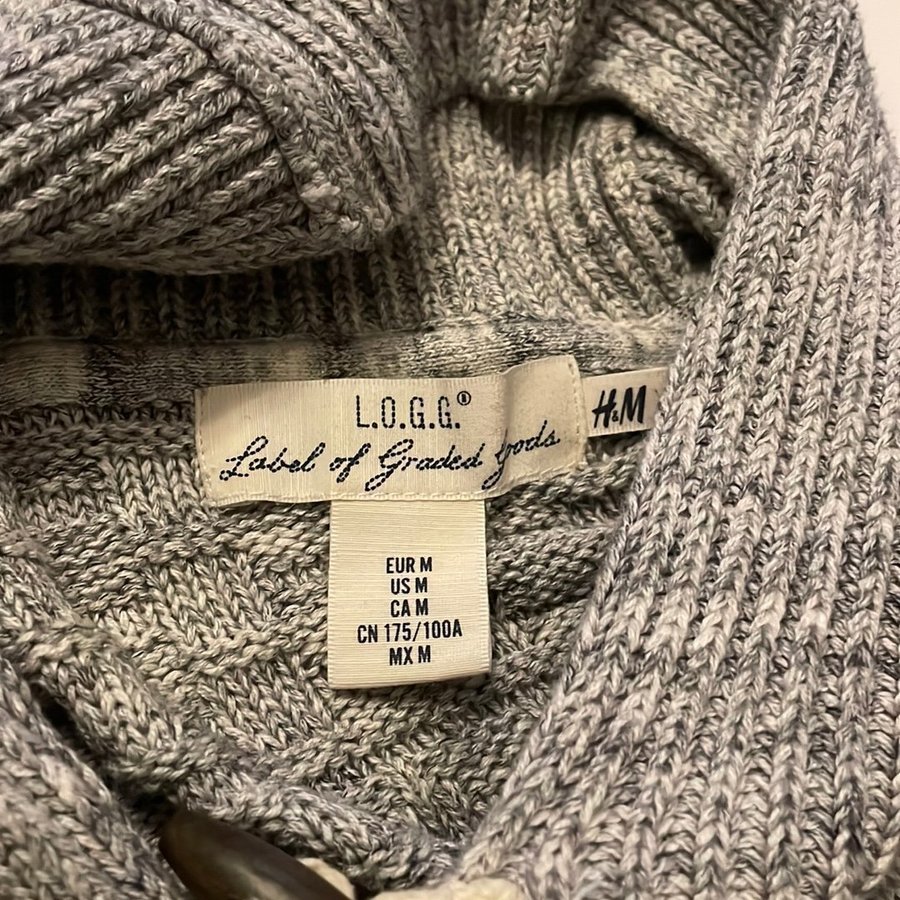 L.O.G.G.®
Label of Graded Goods.
H&M
EUR M
US M
CA M
CN 175/100A
MX M